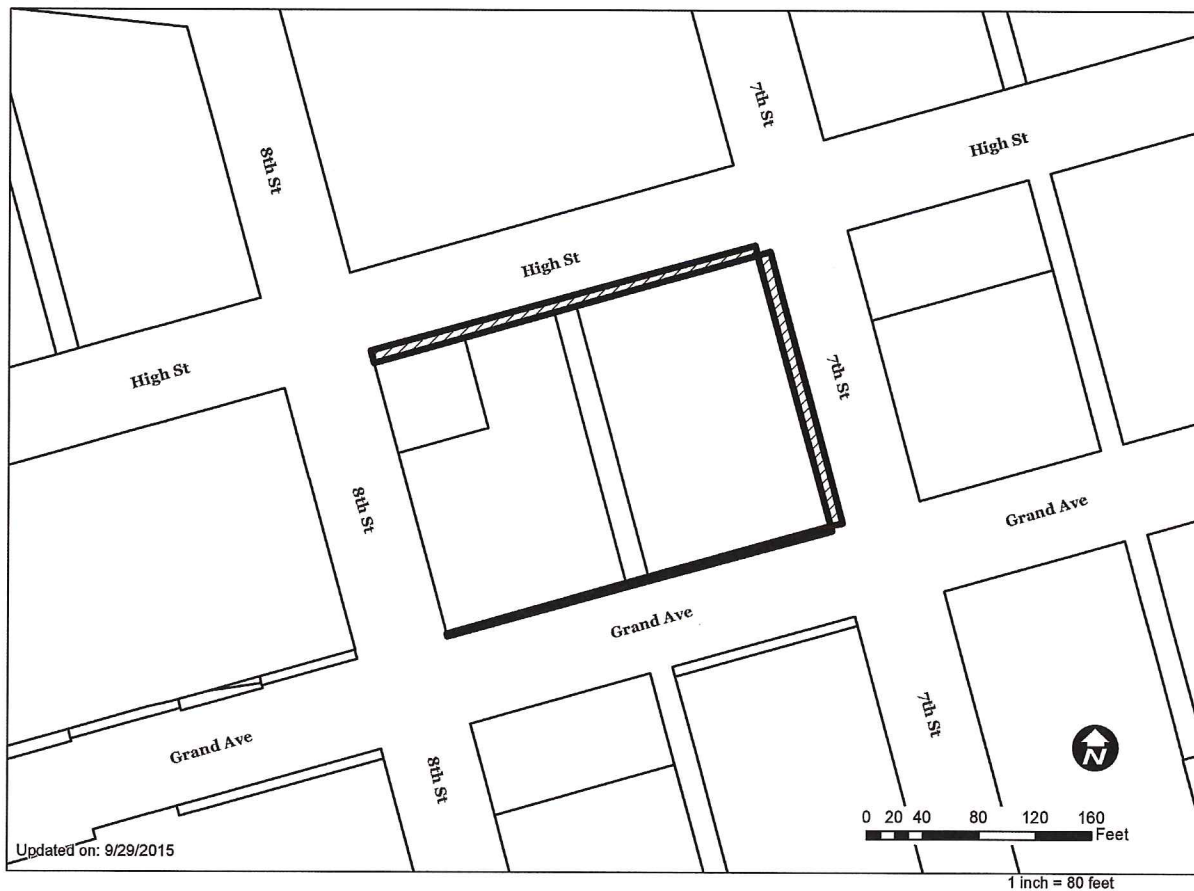 7th St
High St
8th St
High St
High St
7th St
8th St
Grand Ave
Grand Ave
7th St
Grand Ave
8th St
N
0 20 40 80 120 160
Feet
Updated on: 9/29/2015
1 inch = 80 feet